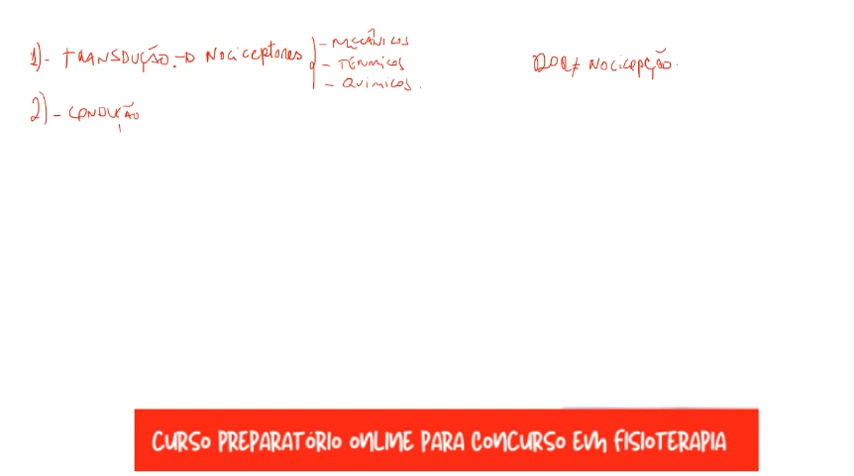 1)- TRANSDUÇÃO. → Nociceptores
- MECÂNICOS
- TÉRMICOS
- QUÍMICOS.
DOR ≠ NOCICEPÇÃO.
2) - CONDUÇÃO
CURSO PREPARATÓRIO ONLINE PARA CONCURSO EM FISIOTERAPIA